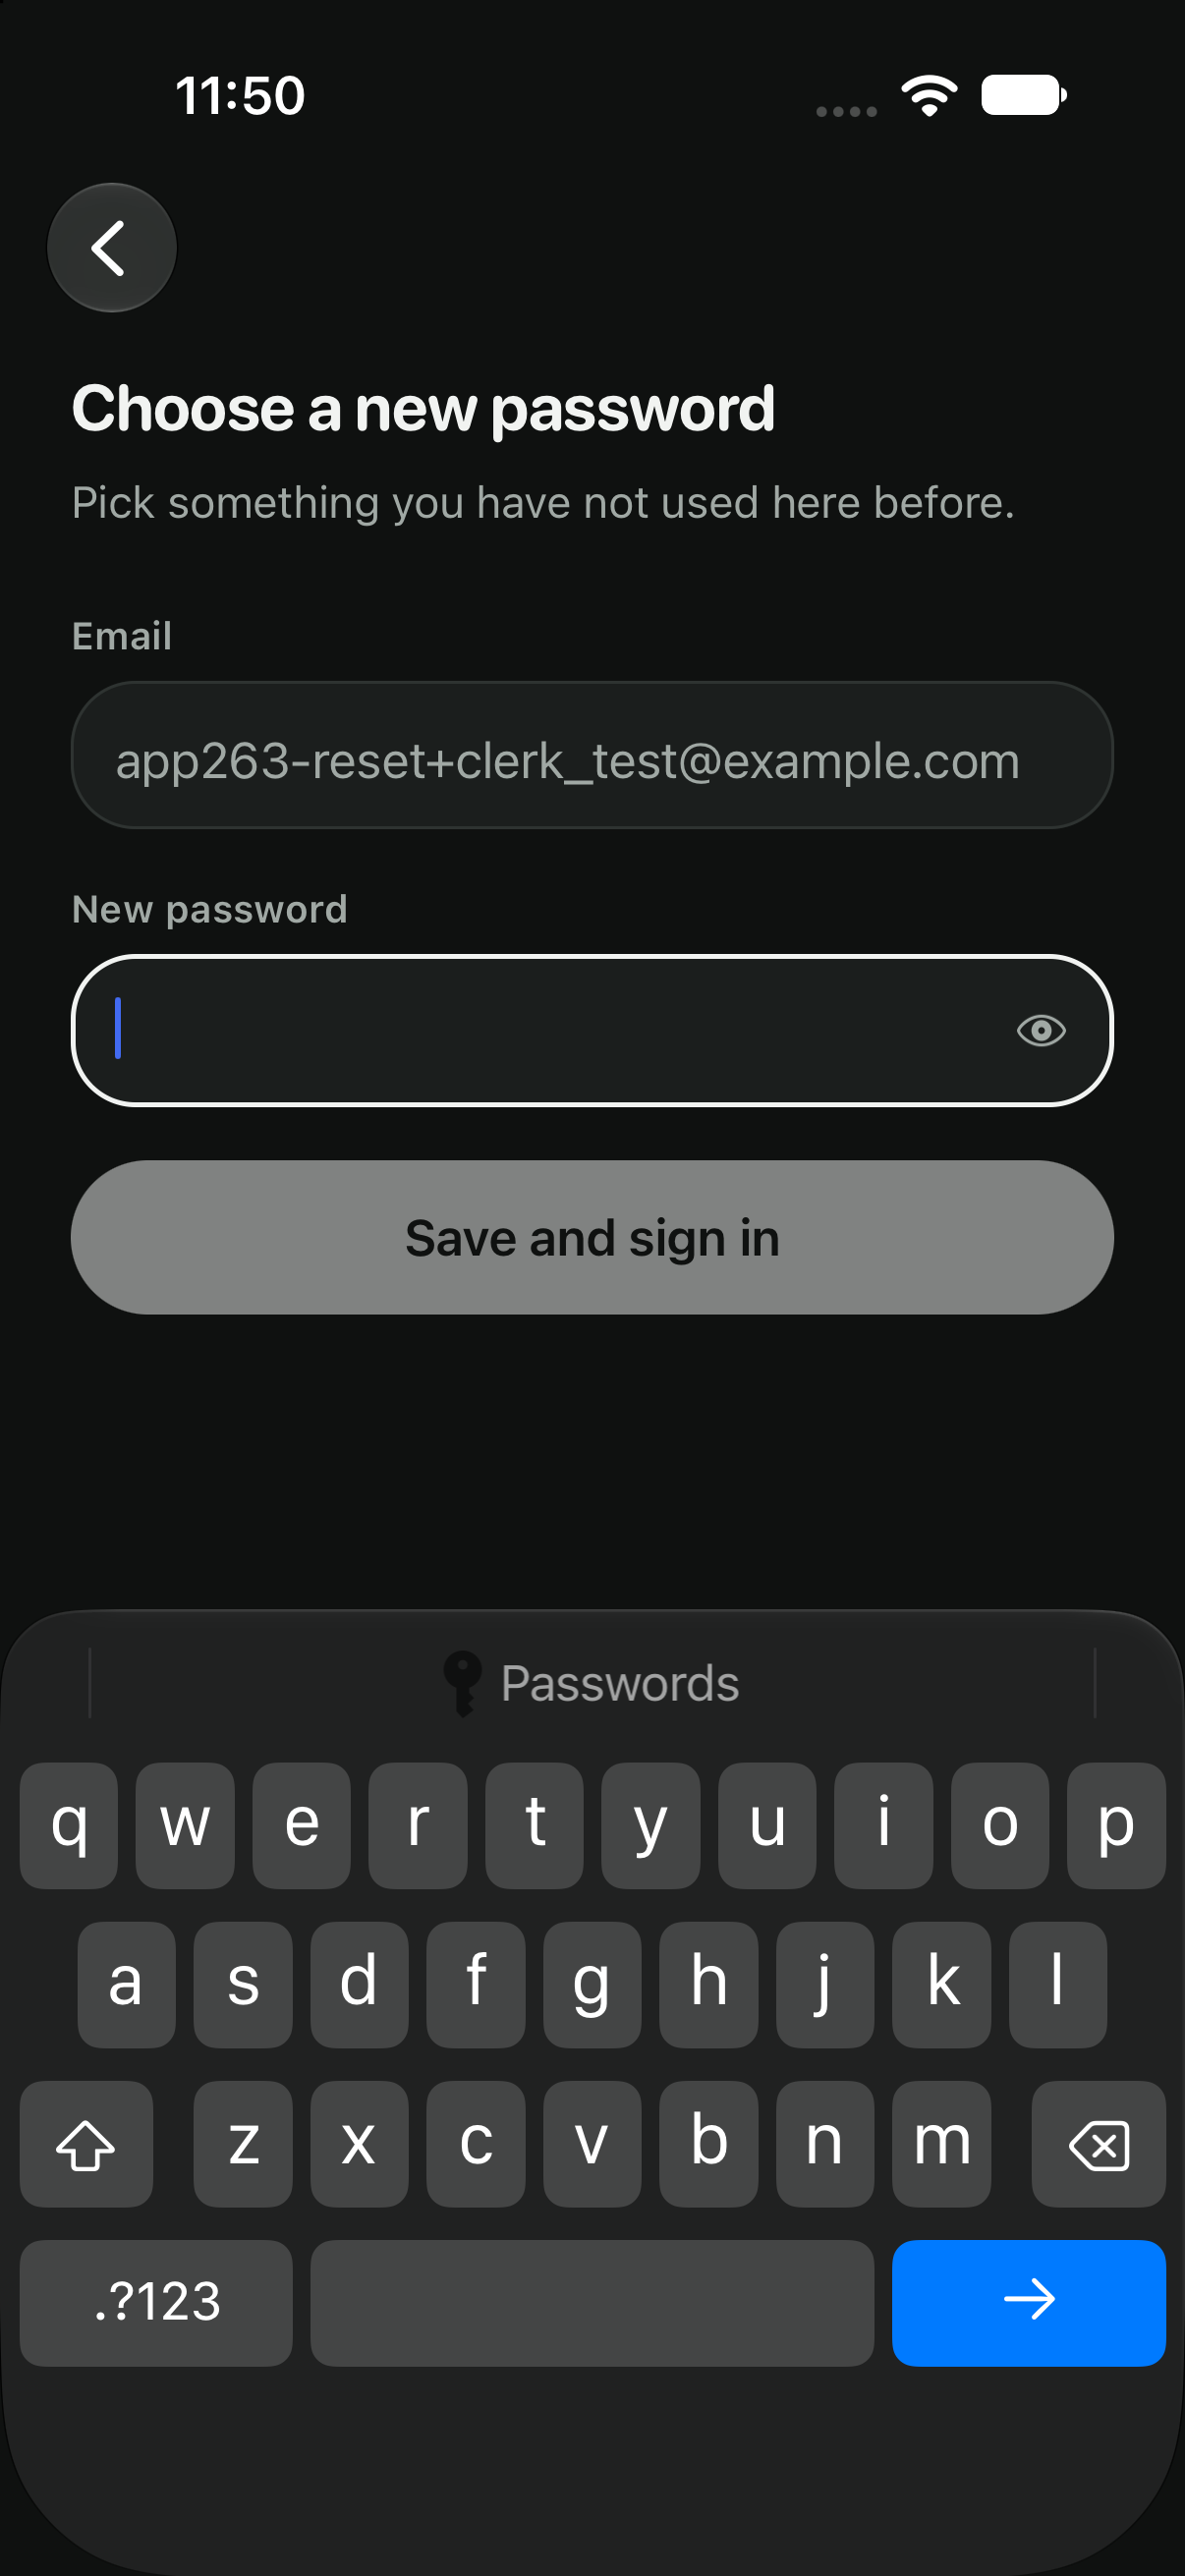 11:50
Choose a new password
Pick something you have not used here before.
Email
app263-reset+clerk_test@example.com
New password
Save and sign in
Passwords
q w e r t y u i o p
a s d f g h j k l
z x c v b n m
.?123